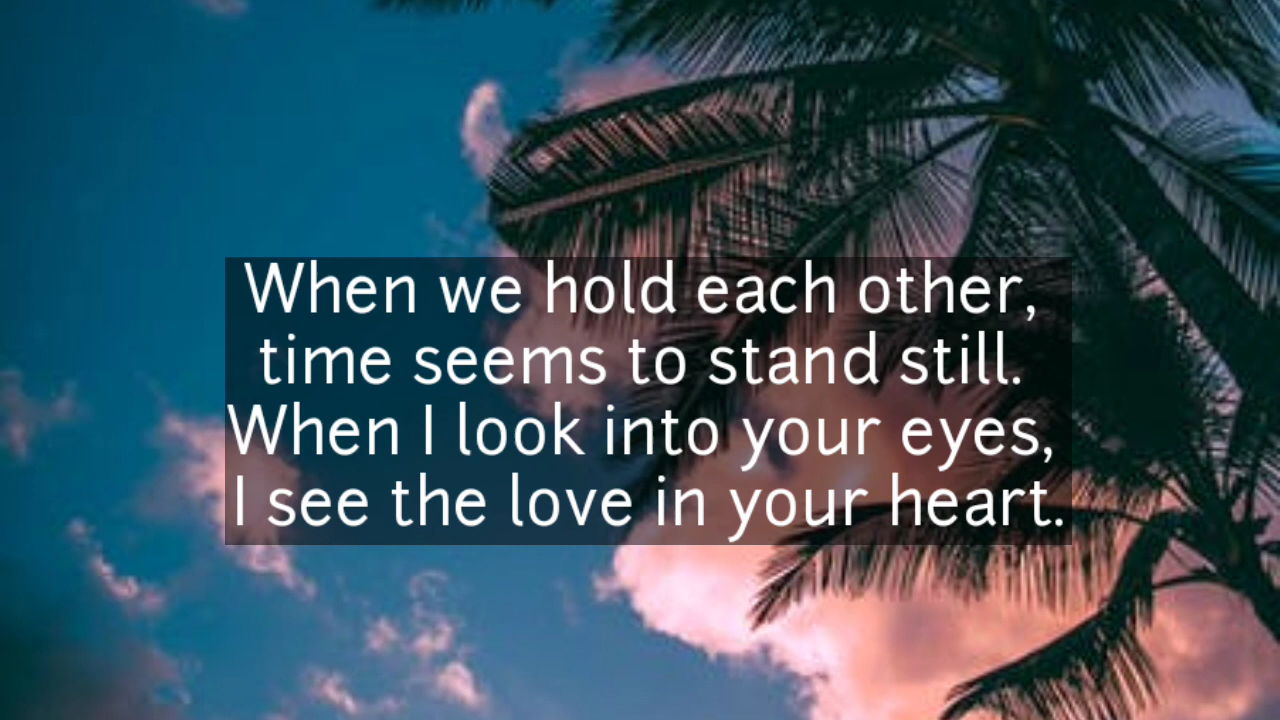 When we hold each other,
time seems to stand still.
When I look into your eyes,
I see the love in your heart.